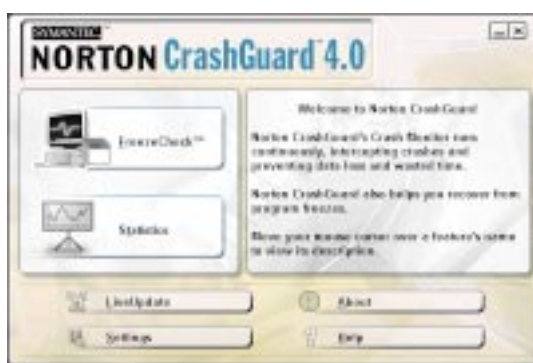 SYMANTEC
NORTON CrashGuard™ 4.0
FreezeCheck™
Statistics
Welcome to Norton CrashGuard
Norton CrashGuard's Crash Monitor runs
continuously, intercepting crashes and
preventing data loss and wasted time.
Norton CrashGuard also helps you recover from
program freezes.
Move your mouse cursor over a feature's name
to view its description.
LiveUpdate
About
Settings
Help